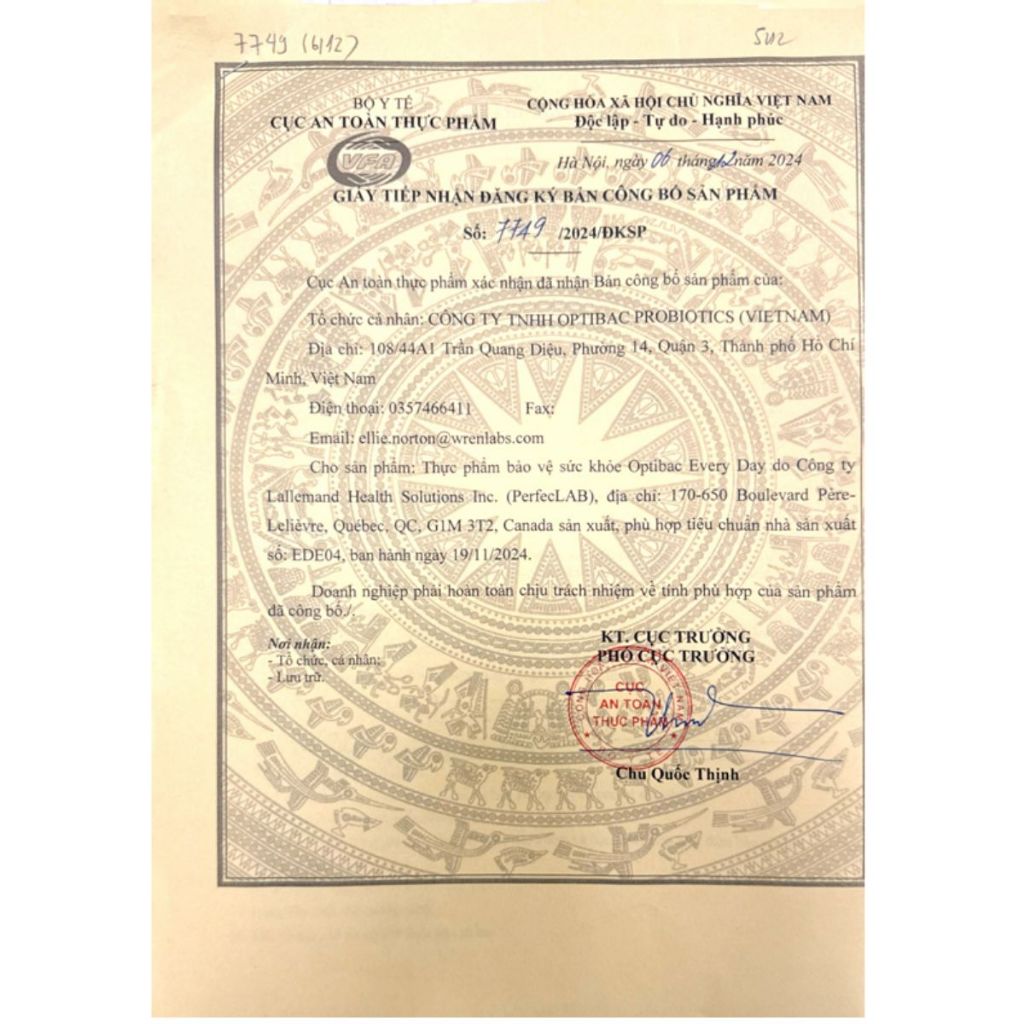 7749 (6/12)
BỘ Y TẾ
CỤC AN TOÀN THỰC PHẨM
VFA
CỘNG HÒA XÃ HỘI CHỦ NGHĨA VIỆT NAM
Độc lập - Tự do - Hạnh phúc
Hà Nội, ngày 06 tháng 12 năm 2024
GIẤY TIẾP NHẬN ĐĂNG KÝ BẢN CÔNG BỐ SẢN PHẨM
Số: 7749 /2024/ĐKSP
Cục An toàn thực phẩm xác nhận đã nhận Bản công bố sản phẩm của:
Tổ chức cá nhân: CÔNG TY TNHH OPTIBAC PROBIOTICS (VIETNAM)
Địa chỉ: 108/44A1 Trần Quang Diệu, Phường 14, Quận 3, Thành phố Hồ Chí
Minh, Việt Nam
Điện thoại: 0357466411 Fax:
Email: ellie.norton@wrenlabs.com
Cho sản phẩm: Thực phẩm bảo vệ sức khỏe Optibac Every Day do Công ty
Lallemand Health Solutions Inc. (PerfecLAB), địa chỉ: 170-650 Boulevard Père-
Lelièvre, Québec, QC, G1M 3T2, Canada sản xuất, phù hợp tiêu chuẩn nhà sản xuất
số: EDE04, ban hành ngày 19/11/2024.
Doanh nghiệp phải hoàn toàn chịu trách nhiệm về tính phù hợp của sản phẩm
đã công bố./.
Nơi nhận:
- Tổ chức, cá nhân;
- Lưu trữ.
KT. CỤC TRƯỞNG
PHÓ CỤC TRƯỞNG
CỤC
AN TOÀN
THỰC PHẨM
Chu Quốc Thịnh